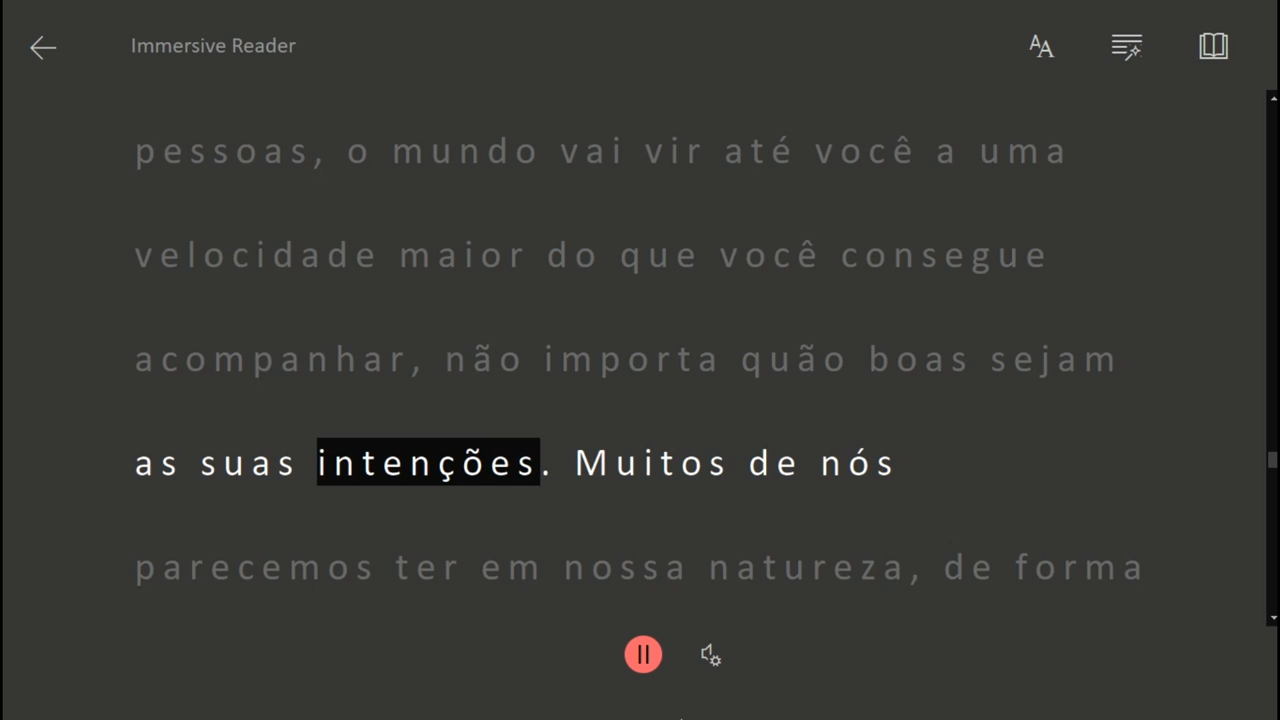 Immersive Reader
pessoas, o mundo vai vir até você a uma
velocidade maior do que você consegue
acompanhar, não importa quão boas sejam
as suas intenções. Muitos de nós
parecemos ter em nossa natureza, de forma